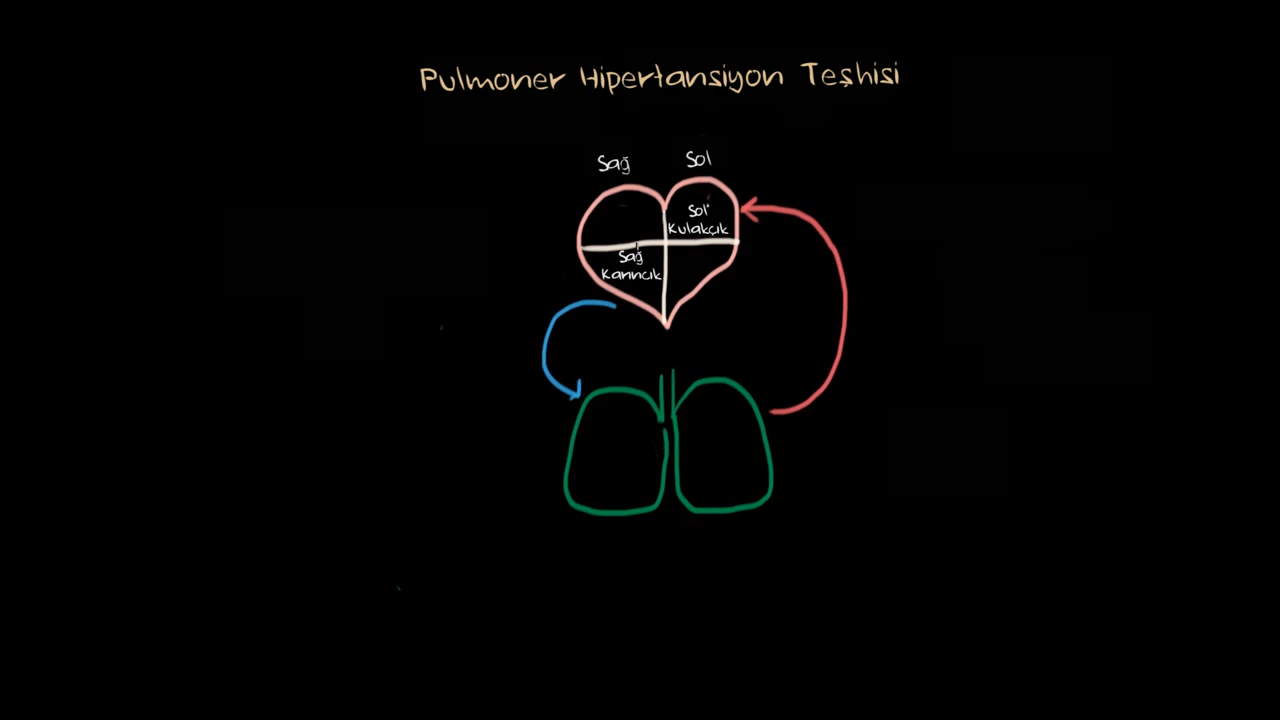 Pulmoner Hipertansiyon Teşhisi
Sağ
Sol
Sol
Kulakçık
Sağ
Karıncık